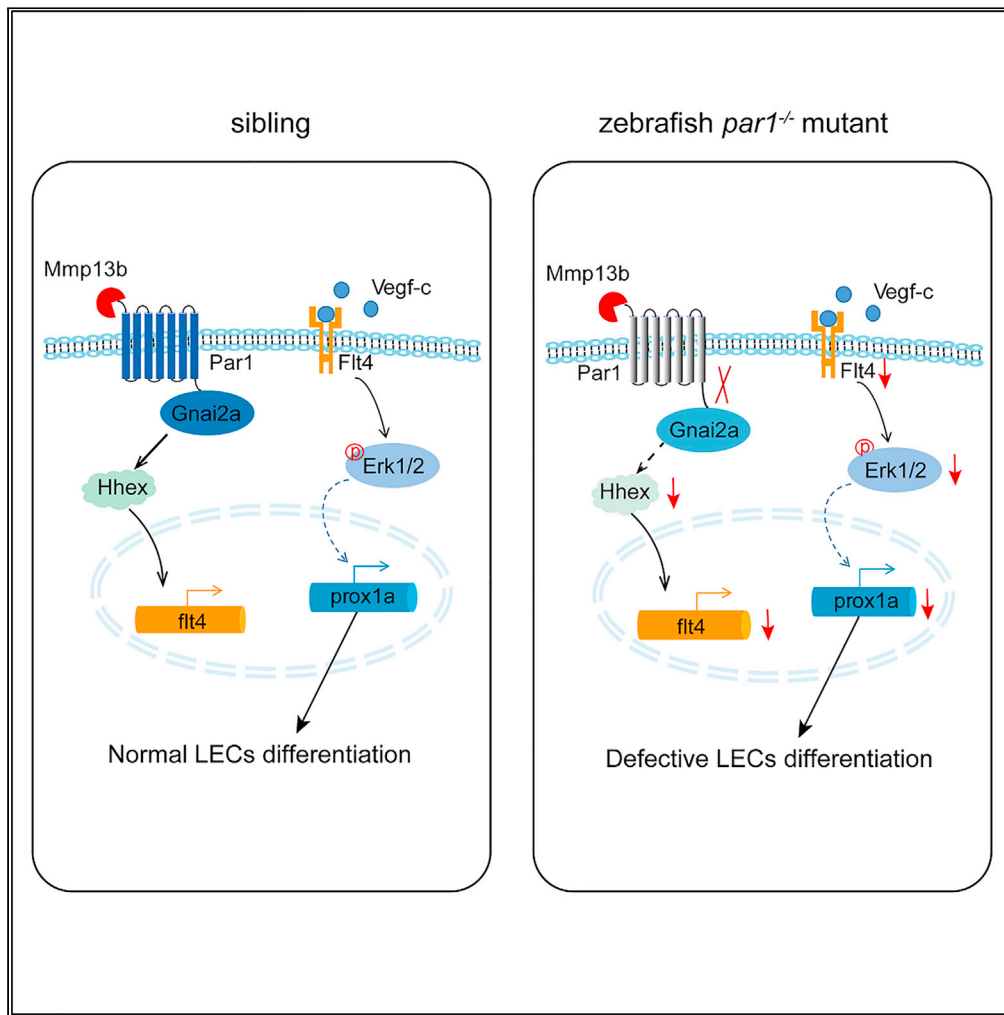 sibling
Mmp13b
Vegf-c
Par1
Flt4
Gnai2a
p
Erk1/2
Hhex
flt4
prox1a
Normal LECs differentiation
zebrafish par1-/- mutant
Mmp13b
Vegf-c
Par1
Flt4
Gnai2a
p
Erk1/2
Hhex
flt4
prox1a
Defective LECs differentiation